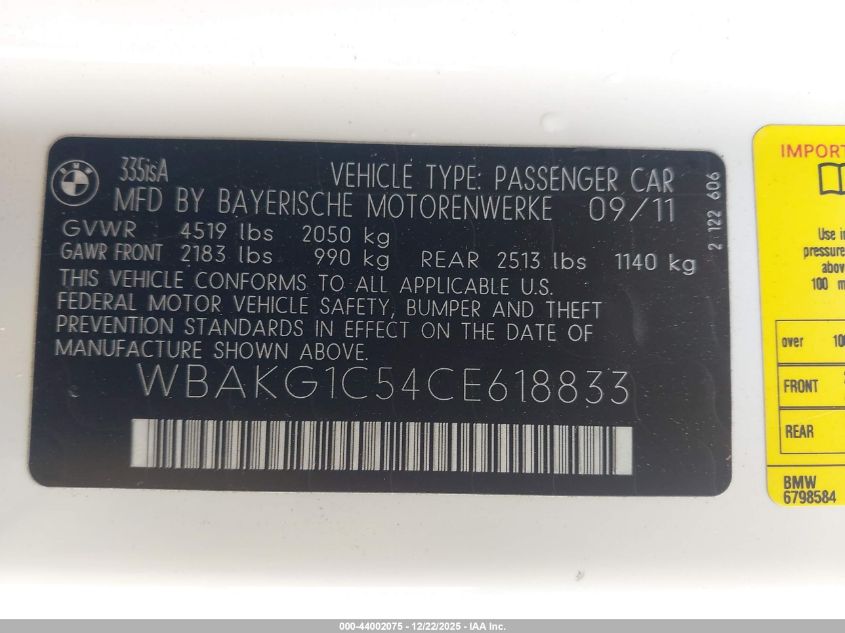 335isA
VEHICLE TYPE: PASSENGER CAR
MFD BY BAYERISCHE MOTORENWERKE 09/11
GVWR 4519 lbs 2050 kg
GAWR FRONT 2183 lbs 990 kg REAR 2513 lbs 1140 kg
THIS VEHICLE CONFORMS TO ALL APPLICABLE U.S.
FEDERAL MOTOR VEHICLE SAFETY, BUMPER AND THEFT
PREVENTION STANDARDS IN EFFECT ON THE DATE OF
MANUFACTURE SHOWN ABOVE.
WBAKG1C54CE618833
2 122 606
IMPORT
Use in
pressure
abov
100 m
over 10
FRONT
REAR
BMW
6798584
000-44002075 - 12/22/2025 - IAA Inc.